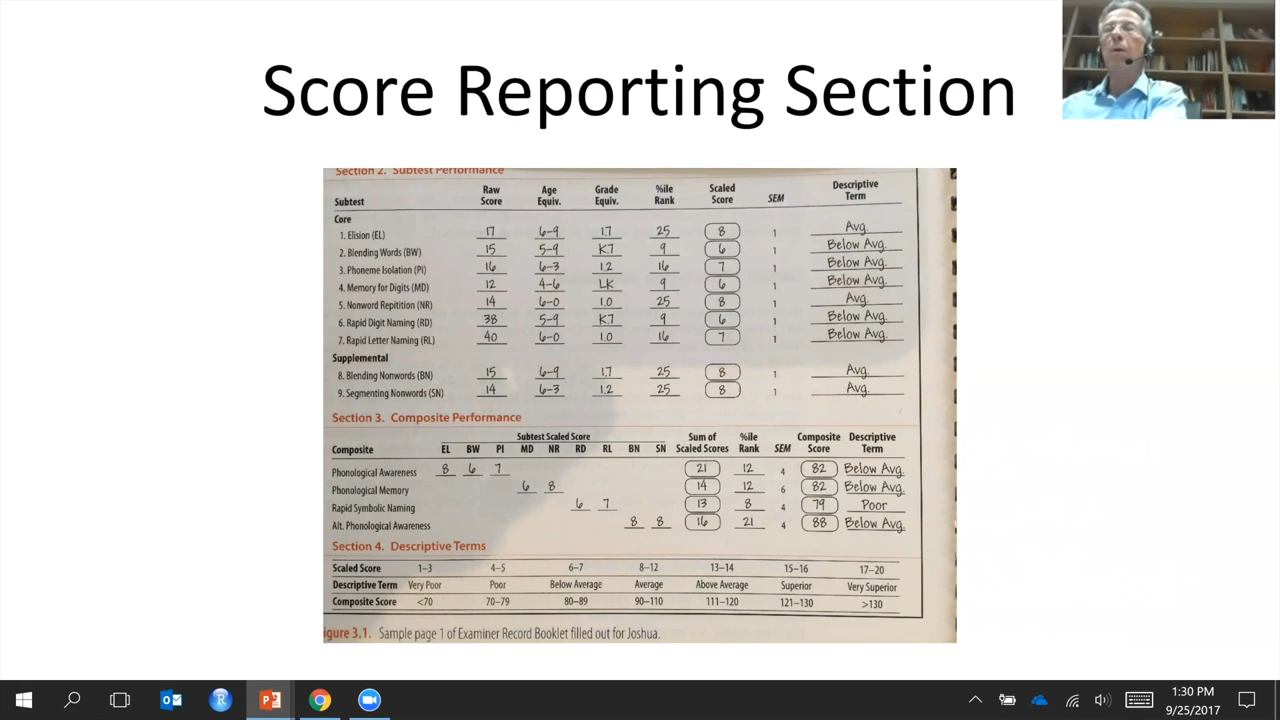 Score Reporting Section
Section 2. Subtest Performance
Subtest Raw Score Age Equiv. Grade Equiv. %ile Rank Scaled Score SEM Descriptive Term
Core
1. Elision (EL) 17 6-9 1.7 25 8 1 Avg.
2. Blending Words (BW) 15 5-9 K.7 9 6 1 Below Avg.
3. Phoneme Isolation (PI) 16 6-3 1.2 16 7 1 Below Avg.
4. Memory for Digits (MD) 12 4-6 LK 9 6 1 Below Avg.
5. Nonword Repitition (NR) 14 6-0 1.0 25 8 1 Avg.
6. Rapid Digit Naming (RD) 38 5-9 K.7 9 6 1 Below Avg.
7. Rapid Letter Naming (RL) 40 6-0 1.0 16 7 1 Below Avg.
Supplemental
8. Blending Nonwords (BN) 15 6-9 1.7 25 8 1 Avg.
9. Segmenting Nonwords (SN) 14 6-3 1.2 25 8 1 Avg.
Section 3. Composite Performance
Subtest Scaled Score
Composite EL BW PI MD NR RD RL BN SN Sum of Scaled Scores %ile Rank SEM Composite Score Descriptive Term
Phonological Awareness 8 6 7 21 12 4 82 Below Avg.
Phonological Memory 6 8 14 12 6 82 Below Avg.
Rapid Symbolic Naming 6 7 13 8 4 79 Poor
Alt. Phonological Awareness 8 8 16 21 4 88 Below Avg.
Section 4. Descriptive Terms
Scaled Score 1–3 4–5 6–7 8–12 13–14 15–16 17–20
Descriptive Term Very Poor Poor Below Average Average Above Average Superior Very Superior
Composite Score <70 70–79 80–89 90–110 111–120 121–130 >130
igure 3.1. Sample page 1 of Examiner Record Booklet filled out for Joshua.
1:30 PM
9/25/2017